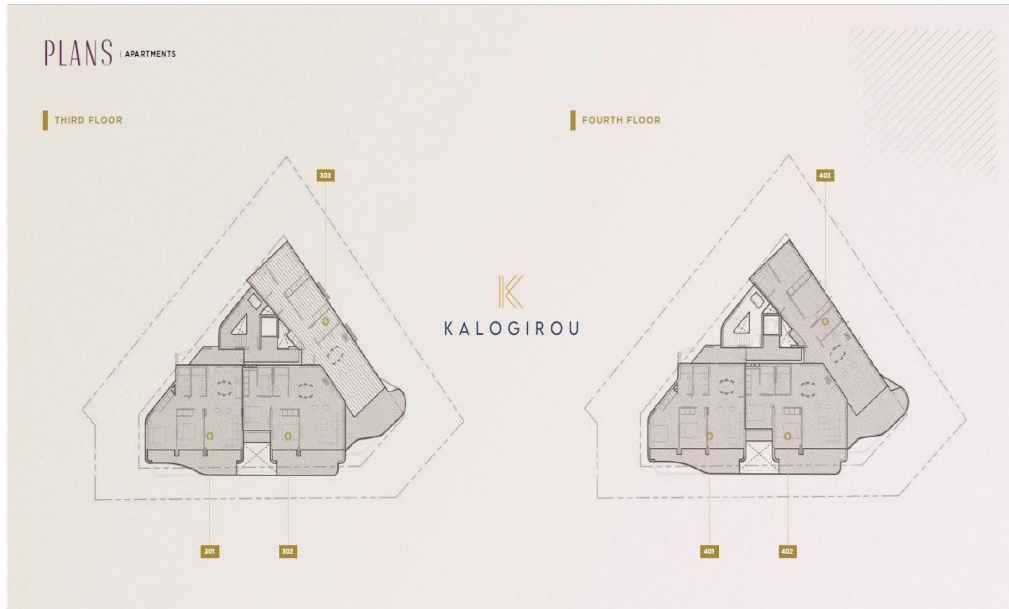 PLANS | APARTMENTS
THIRD FLOOR
FOURTH FLOOR
303
403
K
KALOGIROU
301
302
401
402